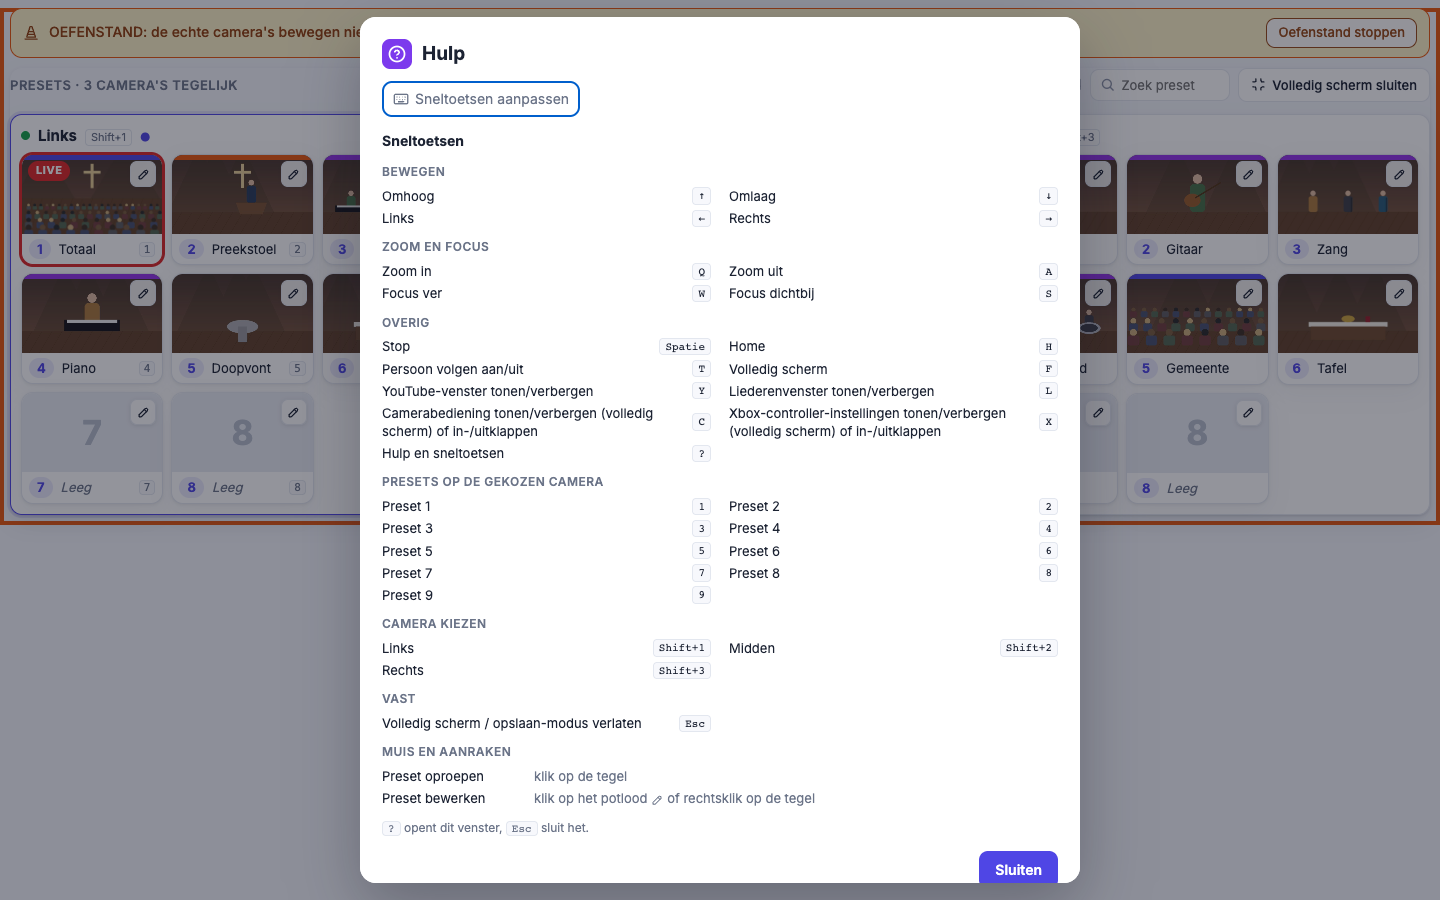 OEFENSTAND: de echte camera's bewegen nie
Oefenstand stoppen
PRESETS · 3 CAMERA'S TEGELIJK
Zoek preset
Volledig scherm sluiten
Links Shift+1
+3
LIVE
1 Totaal 1
2 Preekstoel 2
3
2 Gitaar
3 Zang
4 Piano 4
5 Doopvont 5
6
d
5 Gemeente
6 Tafel
7
7 Leeg 7
8
8 Leeg 8
8
8 Leeg
Hulp
Sneltoetsen aanpassen
Sneltoetsen
BEWEGEN
Omhoog ↑
Omlaag ↓
Links ←
Rechts →
ZOOM EN FOCUS
Zoom in Q
Zoom uit A
Focus ver W
Focus dichtbij S
OVERIG
Stop Spatie
Home H
Persoon volgen aan/uit T
Volledig scherm F
YouTube-venster tonen/verbergen Y
Liederenvenster tonen/verbergen L
Camerabediening tonen/verbergen (volledig
scherm) of in-/uitklappen C
Xbox-controller-instellingen tonen/verbergen
(volledig scherm) of in-/uitklappen X
Hulp en sneltoetsen ?
PRESETS OP DE GEKOZEN CAMERA
Preset 1 1
Preset 2 2
Preset 3 3
Preset 4 4
Preset 5 5
Preset 6 6
Preset 7 7
Preset 8 8
Preset 9 9
CAMERA KIEZEN
Links Shift+1
Midden Shift+2
Rechts Shift+3
VAST
Volledig scherm / opslaan-modus verlaten Esc
MUIS EN AANRAKEN
Preset oproepen klik op de tegel
Preset bewerken klik op het potlood of rechtsklik op de tegel
? opent dit venster, Esc sluit het.
Sluiten